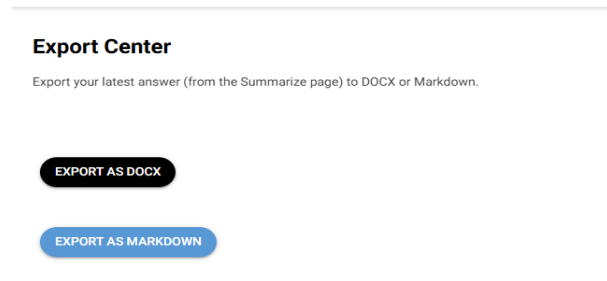 Export Center
Export your latest answer (from the Summarize page) to DOCX or Markdown.
EXPORT AS DOCX
EXPORT AS MARKDOWN